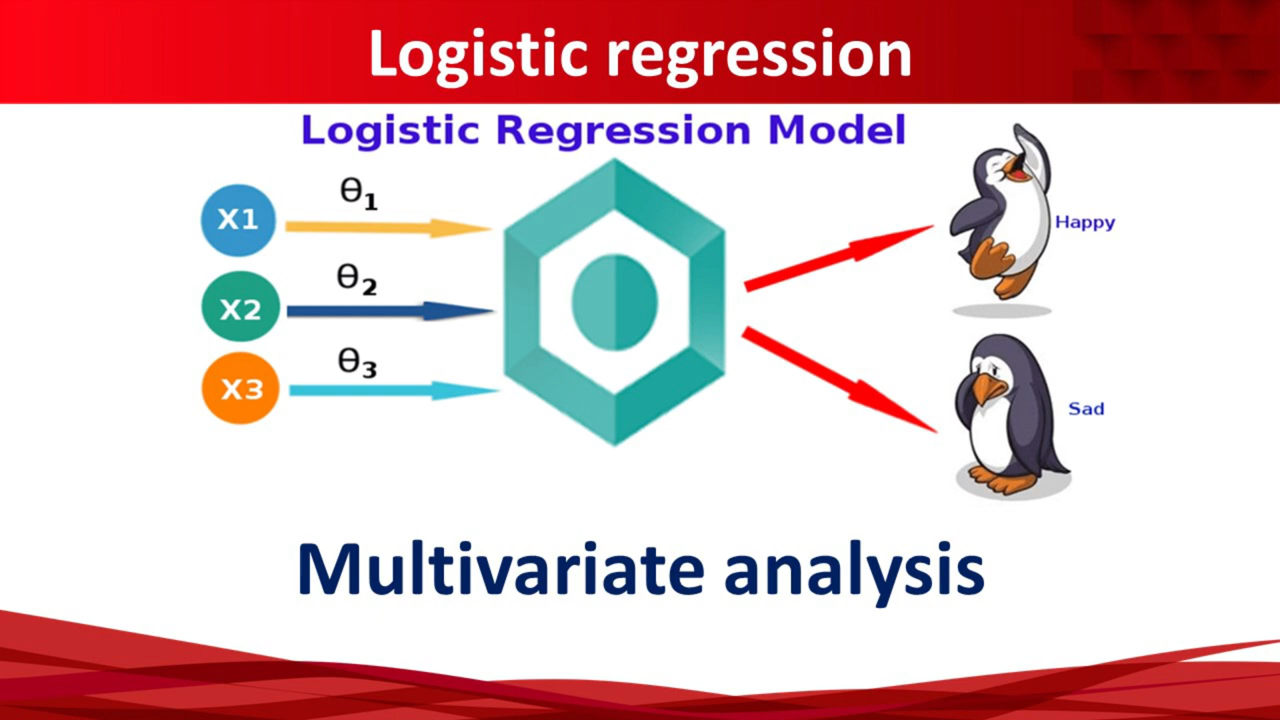 Logistic regression
Logistic Regression Model
X1
θ1
Happy
X2
θ2
X3
θ3
Sad
Multivariate analysis